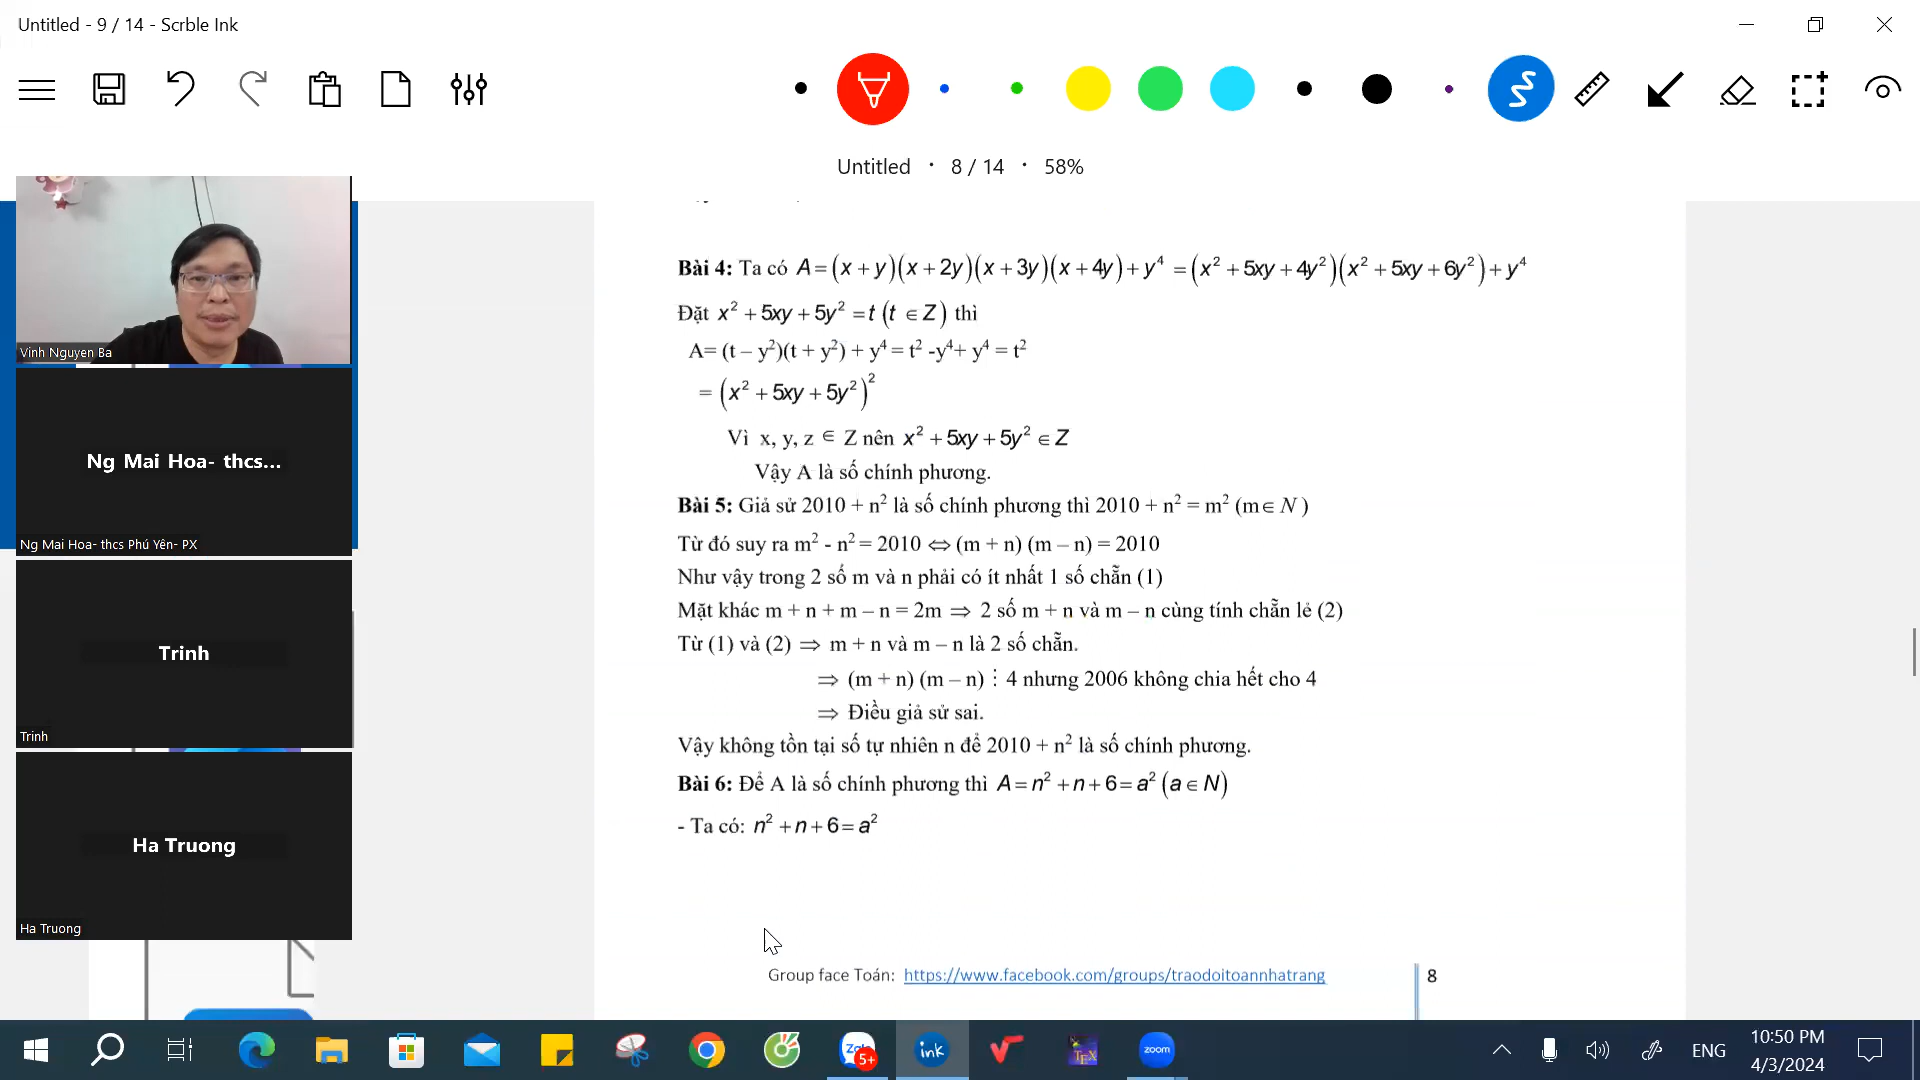 Untitled - 9 / 14 - Scrble Ink
Untitled · 8 / 14 · 58%
Vinh Nguyen Ba
Ng Mai Hoa- thcs...
Ng Mai Hoa- thcs Phú Yên- PX
Trinh
Trinh
Ha Truong
Ha Truong
Bài 4: Ta có A=(x+y)(x+2y)(x+3y)(x+4y)+y⁴ =(x²+5xy+4y²)(x²+5xy+6y²)+y⁴
Đặt x²+5xy+5y²=t (t ∈Z) thì
A= (t – y²)(t + y²) + y⁴ = t² -y⁴+ y⁴ = t²
= (x²+5xy+5y²)²
Vì x, y, z ∈ Z nên x²+5xy+5y²∈Z
Vậy A là số chính phương.
Bài 5: Giả sử 2010 + n² là số chính phương thì 2010 + n² = m² (m∈ N )
Từ đó suy ra m² - n² = 2010 ⇔ (m + n) (m – n) = 2010
Như vậy trong 2 số m và n phải có ít nhất 1 số chẵn (1)
Mặt khác m + n + m – n = 2m ⇒ 2 số m + n và m – n cùng tính chẵn lẻ (2)
Từ (1) và (2) ⇒ m + n và m – n là 2 số chẵn.
⇒ (m + n) (m – n) ⋮ 4 nhưng 2006 không chia hết cho 4
⇒ Điều giả sử sai.
Vậy không tồn tại số tự nhiên n để 2010 + n² là số chính phương.
Bài 6: Để A là số chính phương thì A=n²+n+6=a² (a∈N)
- Ta có: n²+n+6=a²
Group face Toán: https://www.facebook.com/groups/traodoitoannhatrang
8
Zalo
5+
ink
TEX
zoom
ENG
10:50 PM
4/3/2024